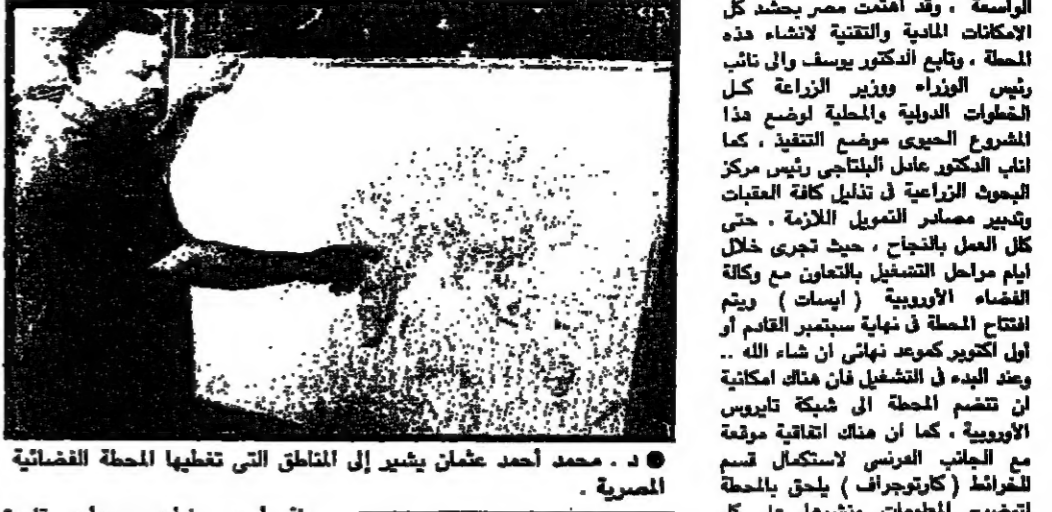 الواسعة . وقد اهتمت مصر بحشد كل
الامكانات المادية والتقنية لانشاء هذه
المحطة ، وتابع الدكتور يوسف والى نائب
رئيس الوزراء ووزير الزراعة كل
الخطوات الدولية والمحلية لوضع هذا
المشروع الحيوى موضع التنفيذ ، كما
اناب الدكتور عادل البلتاجى رئيس مركز
البحوث الزراعية فى تذليل كافة العقبات
وتدبير مصادر التمويل اللازمة . حتى
كلل العمل بالنجاح ، حيث تجرى خلال
ايام مراحل التشغيل بالتعاون مع وكالة
الفضاء الأوروبية ( ايسات ) ويتم
افتتاح المحطة فى نهاية سبتمبر القادم أو
أول اكتوبر كموعد نهائى ان شاء الله ..
وعند البدء فى التشغيل فان هناك امكانية
ان تنضم المحطة الى شبكة تايروس
الأوروبية ، كما ان هناك اتفاقية موقعة
مع الجانب الفرنسى لاستكمال قسم
للخرائط ( كارتوجراف ) يلحق بالمحطة
● د . محمد أحمد عثمان يشير إلى المناطق التى تغطيها المحطة الفضائية
المصرية .